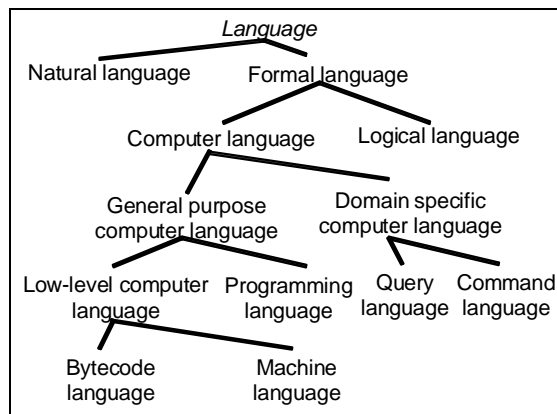 Language
Natural language Formal language
Computer language Logical language
General purpose
computer language
Domain specific
computer language
Low-level computer
language
Programming
language
Query
language
Command
language
Bytecode
language
Machine
language